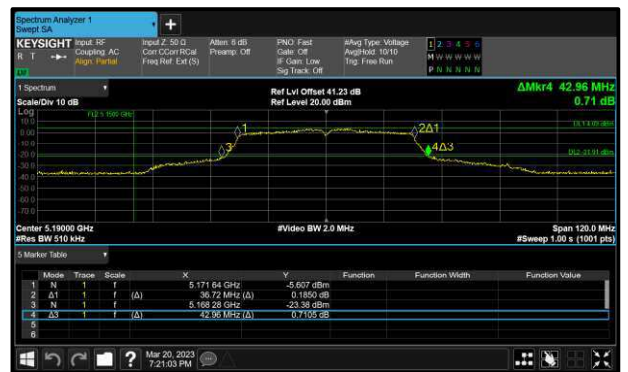 Spectrum Analyzer 1
Swept SA
+
KEYSIGHT Input: RF Input Z: 50 Ω Atten: 6 dB PNO: Fast #Avg Type: Voltage 1 2 3 4 5 6
R T Coupling: AC Corr CCorr RCal Preamp: Off Gate: Off Avg|Hold: 10/10 M W W W W W
Align: Partial Freq Ref: Ext (S) IF Gain: Low Trig: Free Run P N N N N N
Sig Track: Off
1 Spectrum Ref Lvl Offset 41.23 dB ΔMkr4 42.96 MHz
Scale/Div 10 dB Ref Level 20.00 dBm 0.71 dB
Log
10.0
0.00 1 2Δ1
-10.0
-20.0 3 4Δ3
-30.0
-40.0
-50.0
-60.0
-70.0
Center 5.19000 GHz #Video BW 2.0 MHz Span 120.0 MHz
#Res BW 510 kHz #Sweep 1.00 s (1001 pts)
5 Marker Table
Mode Trace Scale X Y Function Function Width Function Value
1 N 1 f 5.171 64 GHz -5.607 dBm
2 Δ1 1 f (Δ) 36.72 MHz (Δ) 0.1850 dB
3 N 1 f 5.168 28 GHz -23.38 dBm
4 Δ3 1 f (Δ) 42.96 MHz (Δ) 0.7105 dB
5
6
? Mar 20, 2023
7:21:03 PM